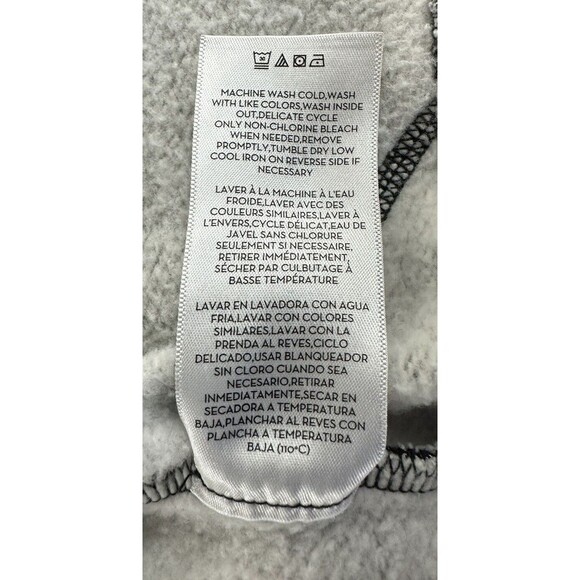 MACHINE WASH COLD,WASH
WITH LIKE COLORS,WASH INSIDE
OUT,DELICATE CYCLE
ONLY NON-CHLORINE BLEACH
WHEN NEEDED,REMOVE
PROMPTLY,TUMBLE DRY LOW
COOL IRON ON REVERSE SIDE IF
NECESSARY
LAVER À LA MACHINE À L'EAU
FROIDE,LAVER AVEC DES
COULEURS SIMILAIRES,LAVER À
L'ENVERS,CYCLE DÉLICAT,EAU DE
JAVEL SANS CHLORURE
SEULEMENT SI NECESSAIRE,
RETIRER IMMÉDIATEMENT,
SÉCHER PAR CULBUTAGE À
BASSE TEMPÉRATURE
LAVAR EN LAVADORA CON AGUA
FRIA,LAVAR CON COLORES
SIMILARES,LAVAR CON LA
PRENDA AL REVES,CICLO
DELICADO,USAR BLANQUEADOR
SIN CLORO CUANDO SEA
NECESARIO,RETIRAR
INMEDIATAMENTE,SECAR EN
SECADORA A TEMPERATURA
BAJA,PLANCHAR AL REVES CON
PLANCHA A TEMPERATURA
BAJA (110°C)